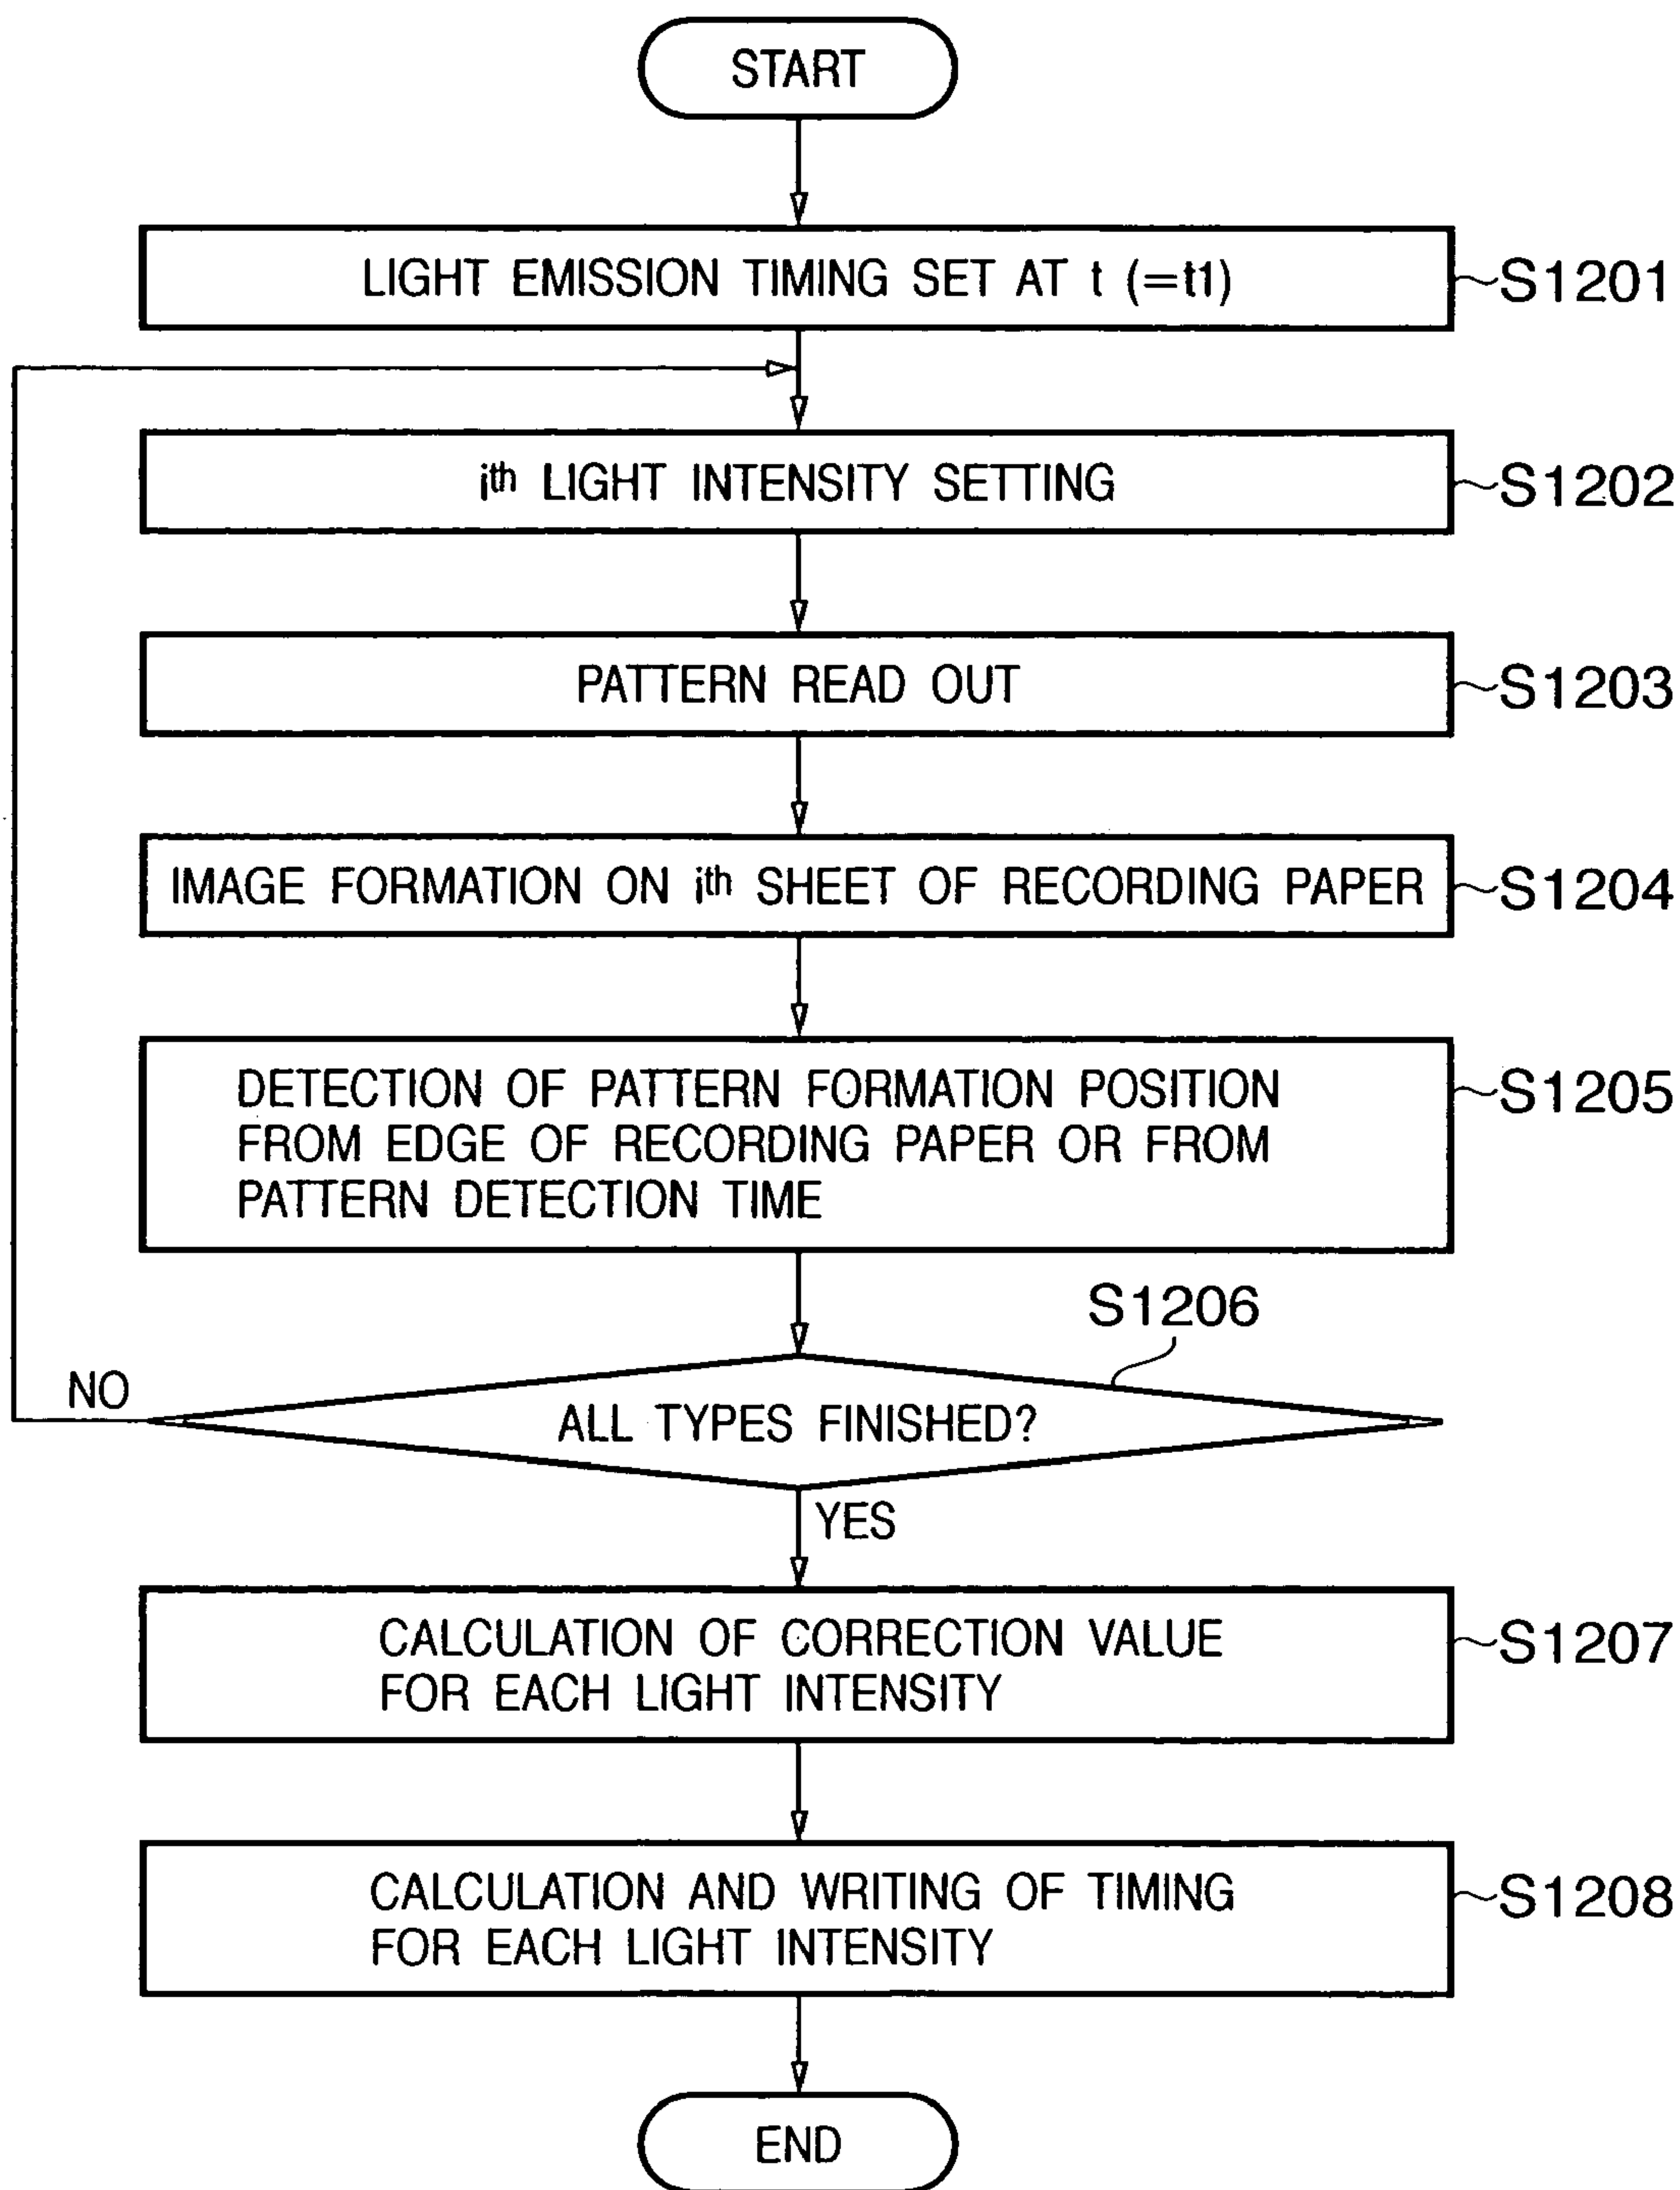 START
LIGHT EMISSION TIMING SET AT t (=t1)
S1201
ith LIGHT INTENSITY SETTING
S1202
PATTERN READ OUT
S1203
IMAGE FORMATION ON ith SHEET OF RECORDING PAPER
S1204
DETECTION OF PATTERN FORMATION POSITION
FROM EDGE OF RECORDING PAPER OR FROM
PATTERN DETECTION TIME
S1205
S1206
NO
ALL TYPES FINISHED?
YES
CALCULATION OF CORRECTION VALUE
FOR EACH LIGHT INTENSITY
S1207
CALCULATION AND WRITING OF TIMING
FOR EACH LIGHT INTENSITY
S1208
END